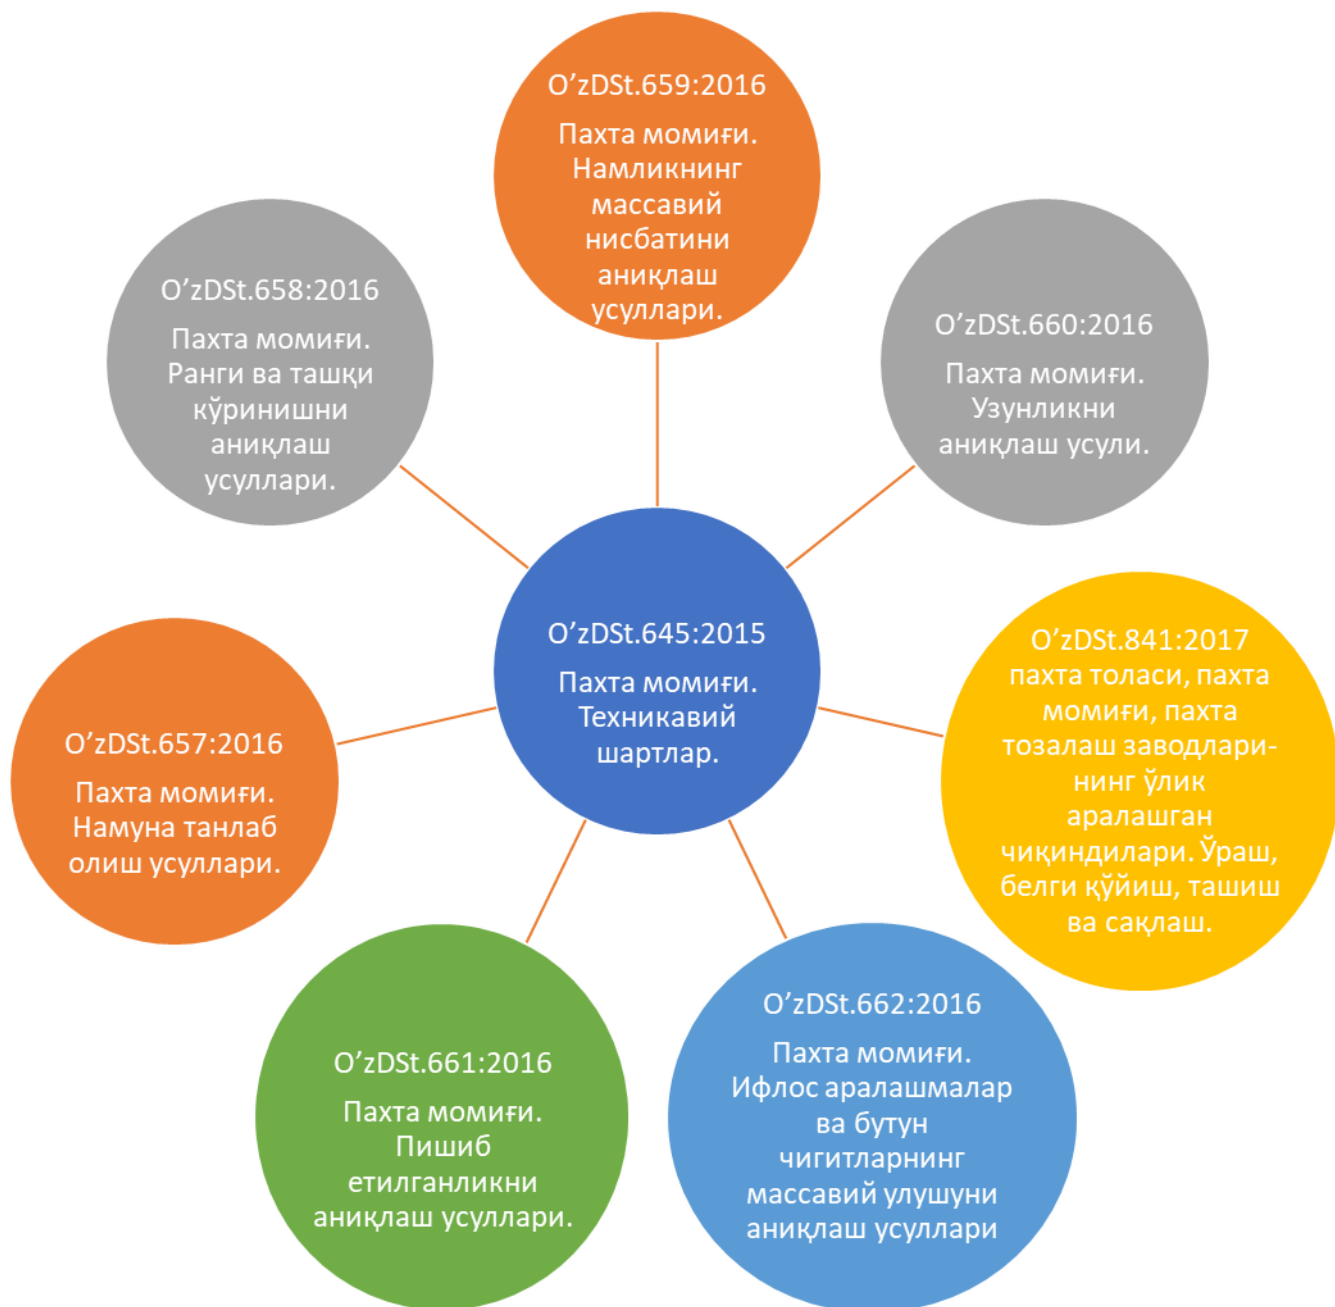 O’zDSt.659:2016
Пахта момиғи.
Намликнинг
массавий
нисбатини
аниқлаш
усуллари.
O’zDSt.658:2016
Пахта момиғи.
Ранги ва ташқи
кўринишни
аниқлаш
усуллари.
O’zDSt.660:2016
Пахта момиғи.
Узунликни
аниқлаш усули.
O’zDSt.645:2015
Пахта момиғи.
Техникавий
шартлар.
O’zDSt.841:2017
пахта толаси, пахта
момиғи, пахта
тозалаш заводлари-
нинг ўлик
аралашган
чиқиндилари. Ўраш,
белги қўйиш, ташиш
ва сақлаш.
O’zDSt.657:2016
Пахта момиғи.
Намуна танлаб
олиш усуллари.
O’zDSt.661:2016
Пахта момиғи.
Пишиб
етилганликни
аниқлаш усуллари.
O’zDSt.662:2016
Пахта момиғи.
Ифлос аралашмалар
ва бутун
чигитларнинг
массавий улушуни
аниқлаш усуллари